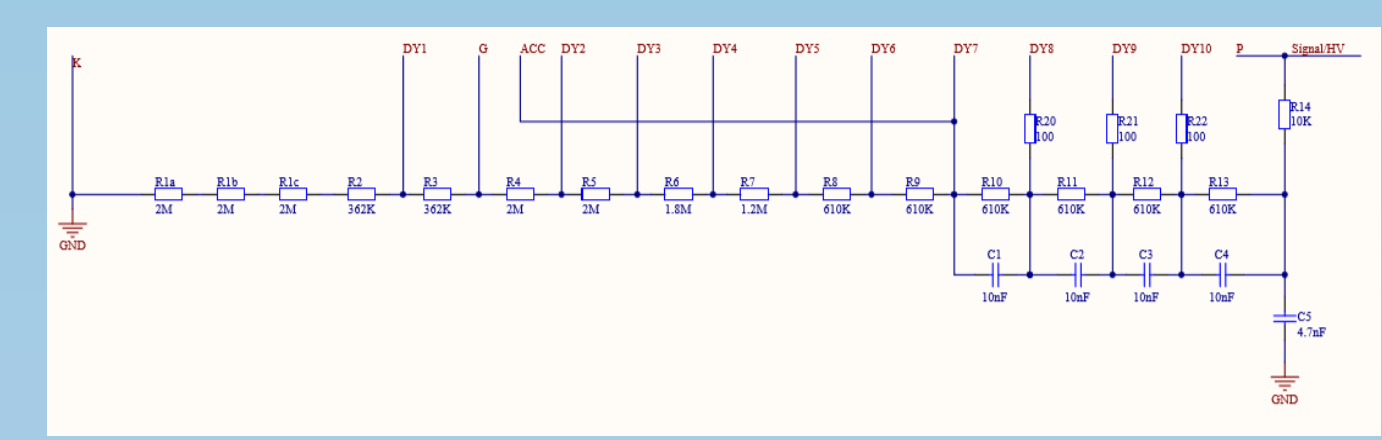 DY1 G ACC DY2 DY3 DY4 DY5 DY6 DY7 DY8 DY9 DY10 P Signal/HV
K
R14
10K
R20 R21 R22
100 100 100
R1a R1b R1c R2 R3 R4 R5 R6 R7 R8 R9 R10 R11 R12 R13
2M 2M 2M 362K 362K 2M 2M 1.8M 1.2M 610K 610K 610K 610K 610K 610K
GND
C1 C2 C3 C4
10nF 10nF 10nF 10nF
C5
4.7nF
GND